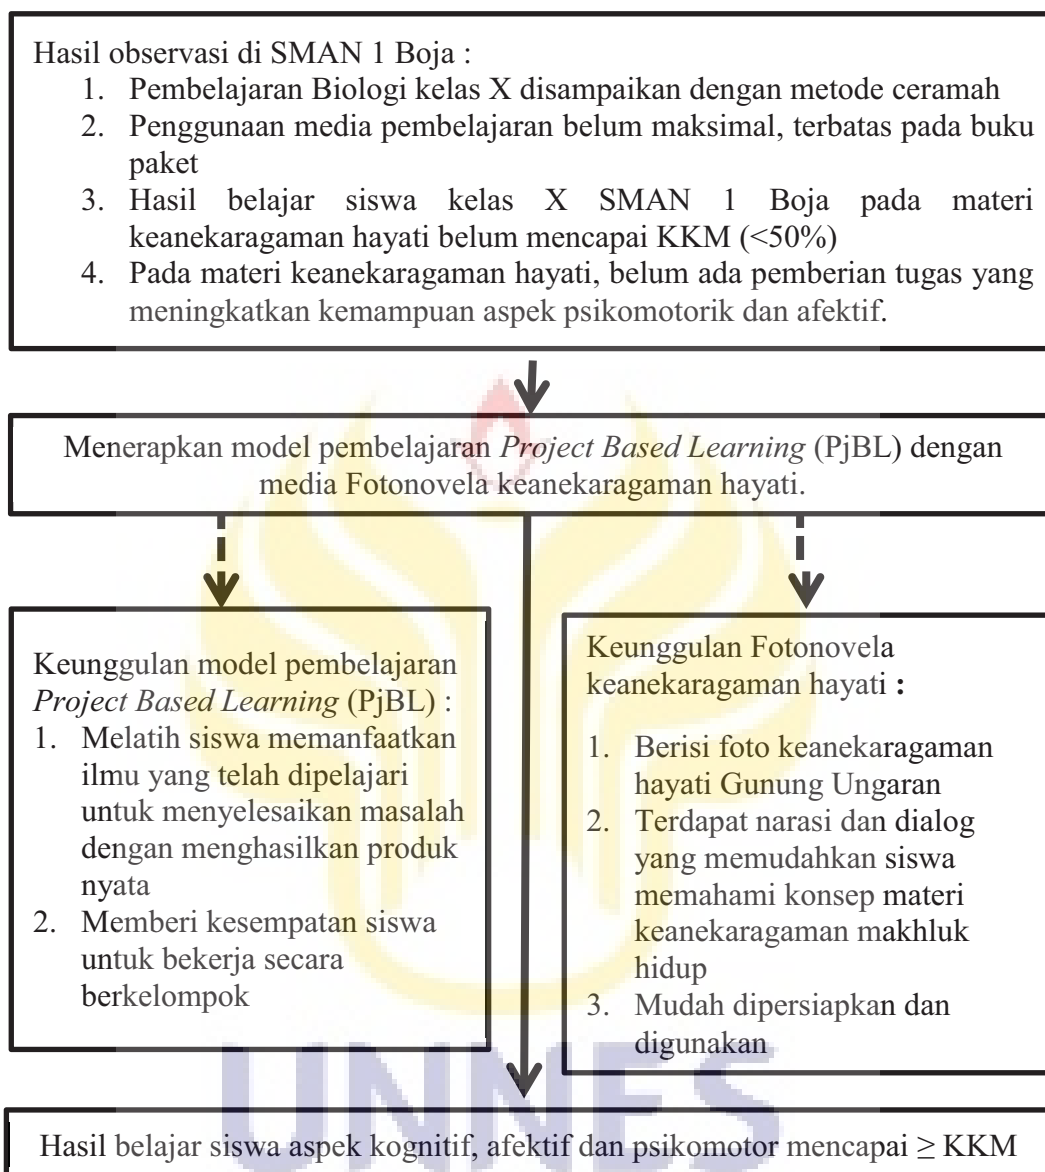 Hasil observasi di SMAN 1 Boja :
1. Pembelajaran Biologi kelas X disampaikan dengan metode ceramah
2. Penggunaan media pembelajaran belum maksimal, terbatas pada buku
paket
3. Hasil belajar siswa kelas X SMAN 1 Boja pada materi
keanekaragaman hayati belum mencapai KKM (<50%)
4. Pada materi keanekaragaman hayati, belum ada pemberian tugas yang
meningkatkan kemampuan aspek psikomotorik dan afektif.
Menerapkan model pembelajaran Project Based Learning (PjBL) dengan
media Fotonovela keanekaragaman hayati.
Keunggulan model pembelajaran
Project Based Learning (PjBL) :
1. Melatih siswa memanfaatkan
ilmu yang telah dipelajari
untuk menyelesaikan masalah
dengan menghasilkan produk
nyata
2. Memberi kesempatan siswa
untuk bekerja secara
berkelompok
Keunggulan Fotonovela
keanekaragaman hayati :
1. Berisi foto keanekaragaman
hayati Gunung Ungaran
2. Terdapat narasi dan dialog
yang memudahkan siswa
memahami konsep materi
keanekaragaman makhluk
hidup
3. Mudah dipersiapkan dan
digunakan
UNNES
Hasil belajar siswa aspek kognitif, afektif dan psikomotor mencapai ≥ KKM